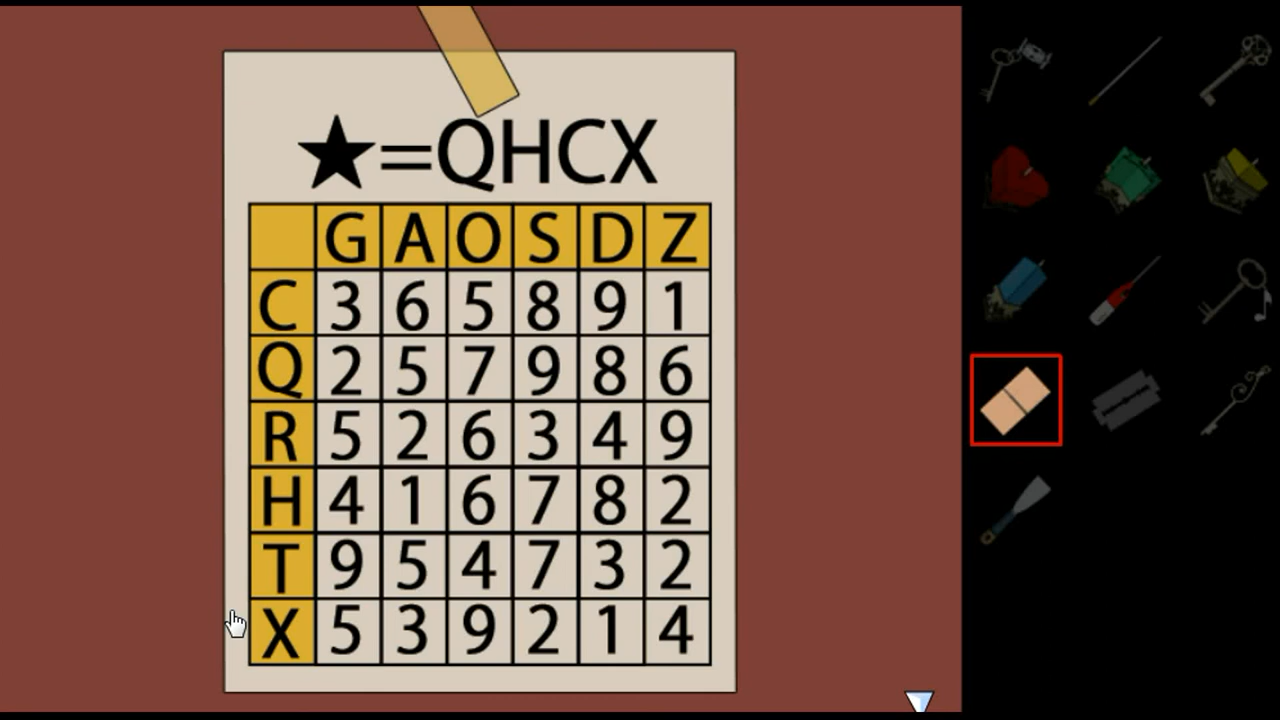 ★=QHCX
G A O S D Z
C 3 6 5 8 9 1
Q 2 5 7 9 8 6
R 5 2 6 3 4 9
H 4 1 6 7 8 2
T 9 5 4 7 3 2
X 5 3 9 2 1 4